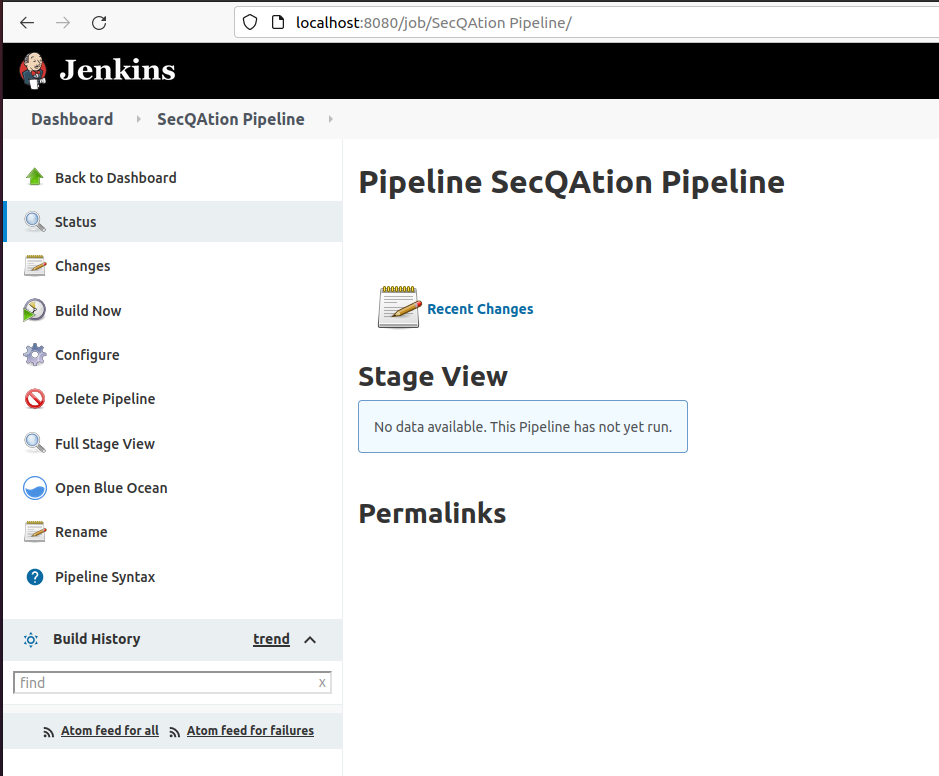 localhost:8080/job/SecQAtion Pipeline/
Jenkins
Dashboard SecQAtion Pipeline
Back to Dashboard
Status
Changes
Build Now
Configure
Delete Pipeline
Full Stage View
Open Blue Ocean
Rename
? Pipeline Syntax
Build History trend
find x
Atom feed for all Atom feed for failures
Pipeline SecQAtion Pipeline
Recent Changes
Stage View
No data available. This Pipeline has not yet run.
Permalinks